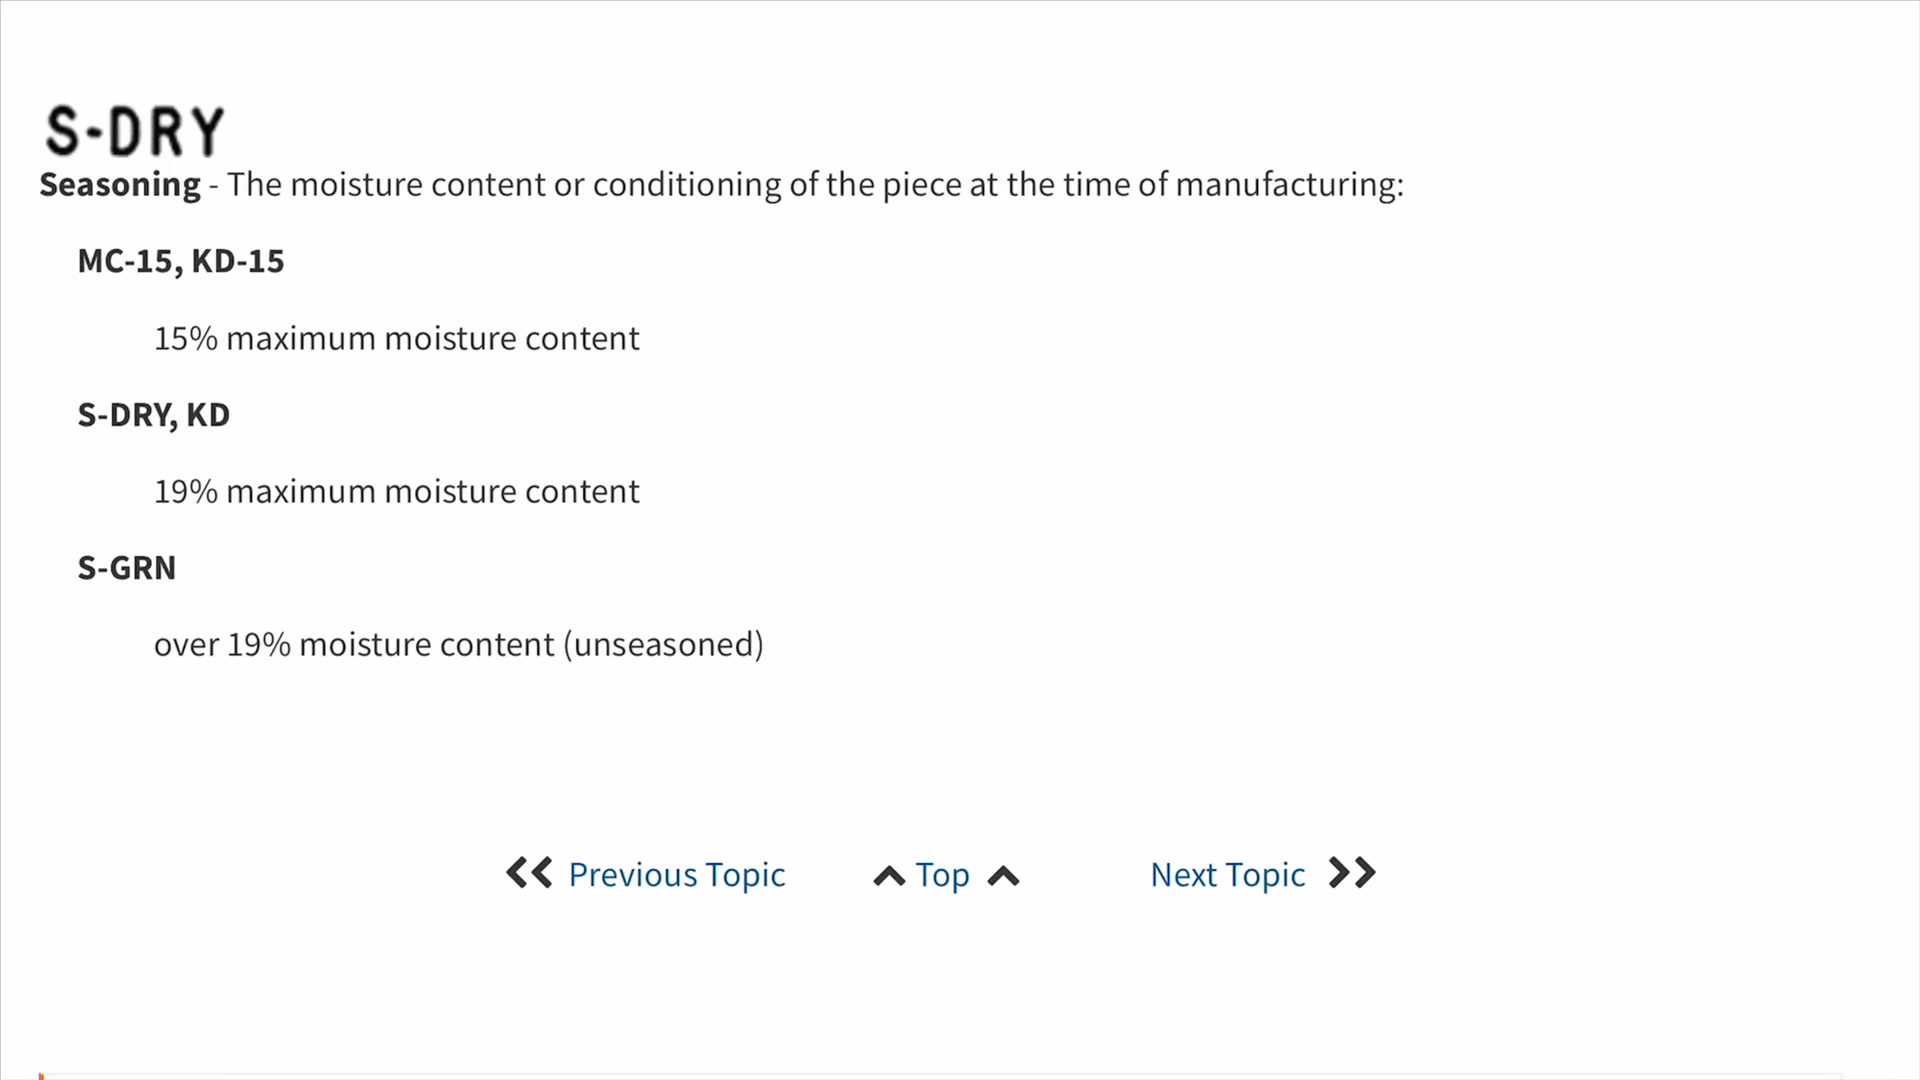 S-DRY
Seasoning - The moisture content or conditioning of the piece at the time of manufacturing:
MC-15, KD-15
15% maximum moisture content
S-DRY, KD
19% maximum moisture content
S-GRN
over 19% moisture content (unseasoned)
Previous Topic Top Next Topic